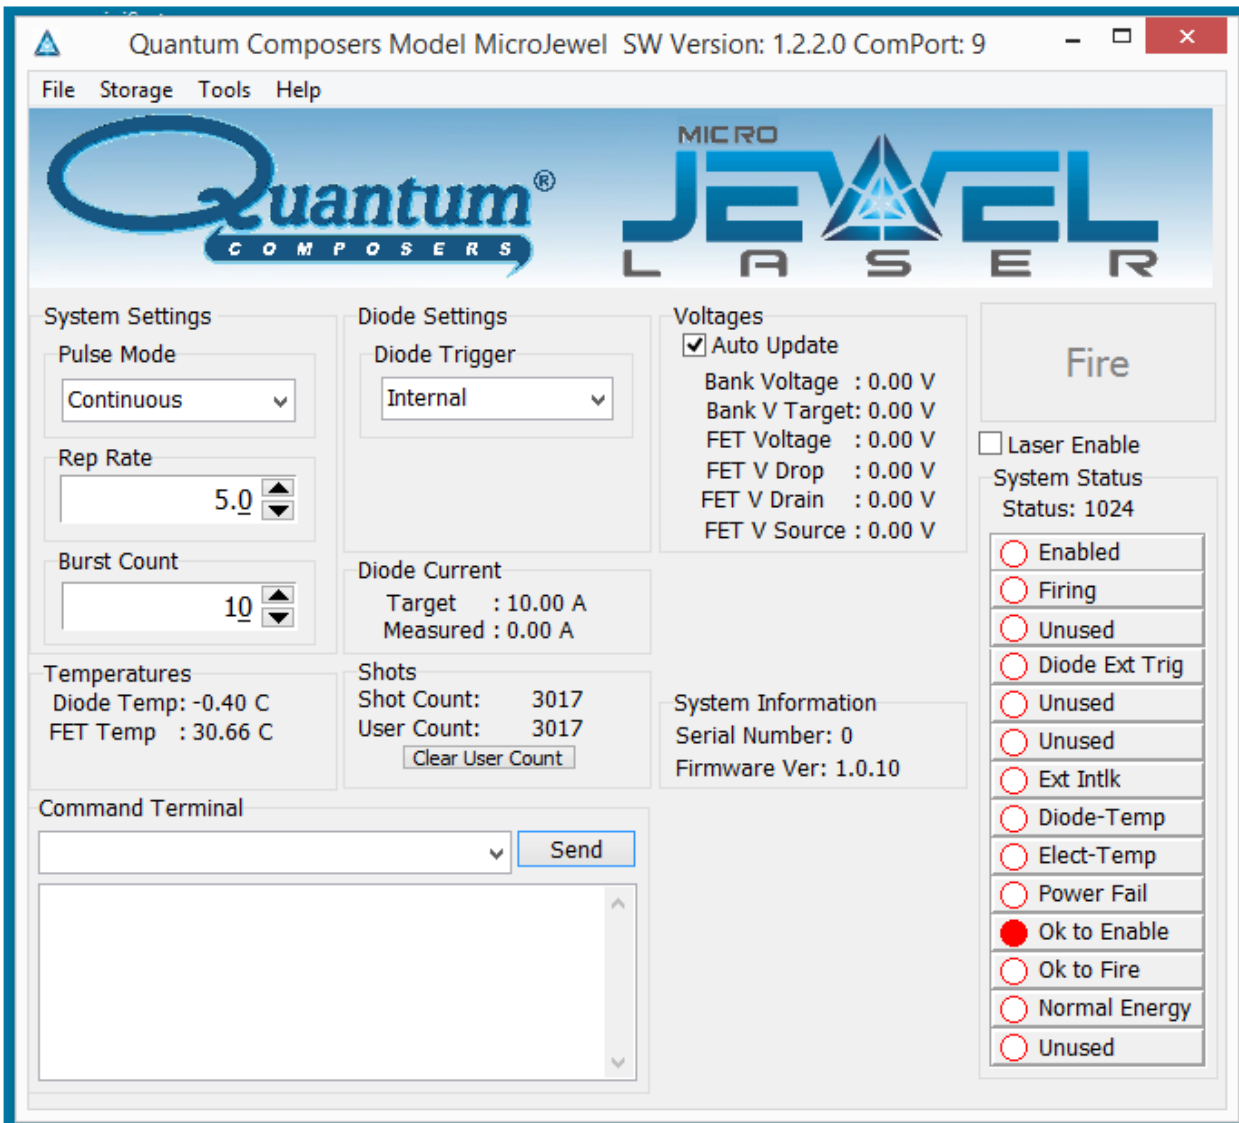 Quantum Composers Model MicroJewel  SW Version: 1.2.2.0 ComPort: 9
File Storage Tools Help
Quantum®
COMPOSERS
MICRO
JEWEL
LASER
System Settings
Pulse Mode
Continuous
Rep Rate
5.0
Burst Count
10
Temperatures
Diode Temp: -0.40 C
FET Temp : 30.66 C
Diode Settings
Diode Trigger
Internal
Diode Current
Target : 10.00 A
Measured : 0.00 A
Shots
Shot Count: 3017
User Count: 3017
Clear User Count
Voltages
Auto Update
Bank Voltage : 0.00 V
Bank V Target: 0.00 V
FET Voltage : 0.00 V
FET V Drop : 0.00 V
FET V Drain : 0.00 V
FET V Source : 0.00 V
System Information
Serial Number: 0
Firmware Ver: 1.0.10
Command Terminal
Send
Fire
Laser Enable
System Status
Status: 1024
Enabled
Firing
Unused
Diode Ext Trig
Unused
Unused
Ext Intlk
Diode-Temp
Elect-Temp
Power Fail
Ok to Enable
Ok to Fire
Normal Energy
Unused